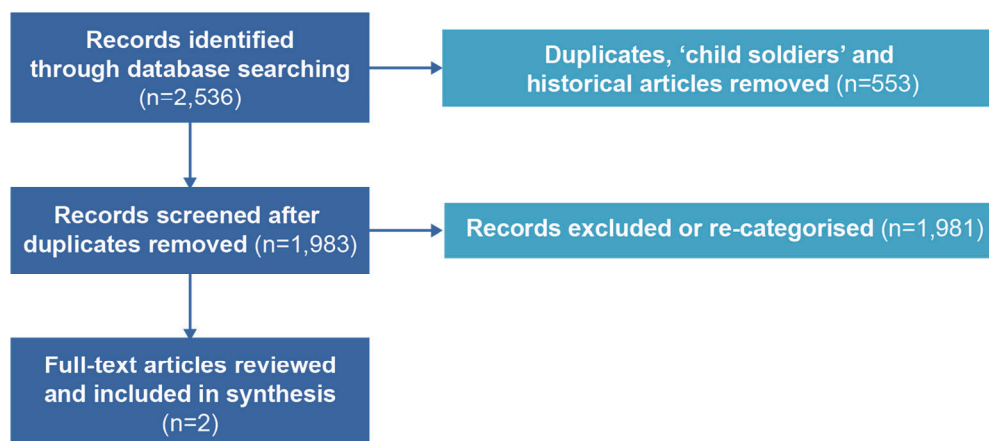 Records identified
through database searching
(n=2,536)
Duplicates, ‘child soldiers’ and
historical articles removed (n=553)
Records screened after
duplicates removed (n=1,983)
Records excluded or re-categorised (n=1,981)
Full-text articles reviewed
and included in synthesis
(n=2)